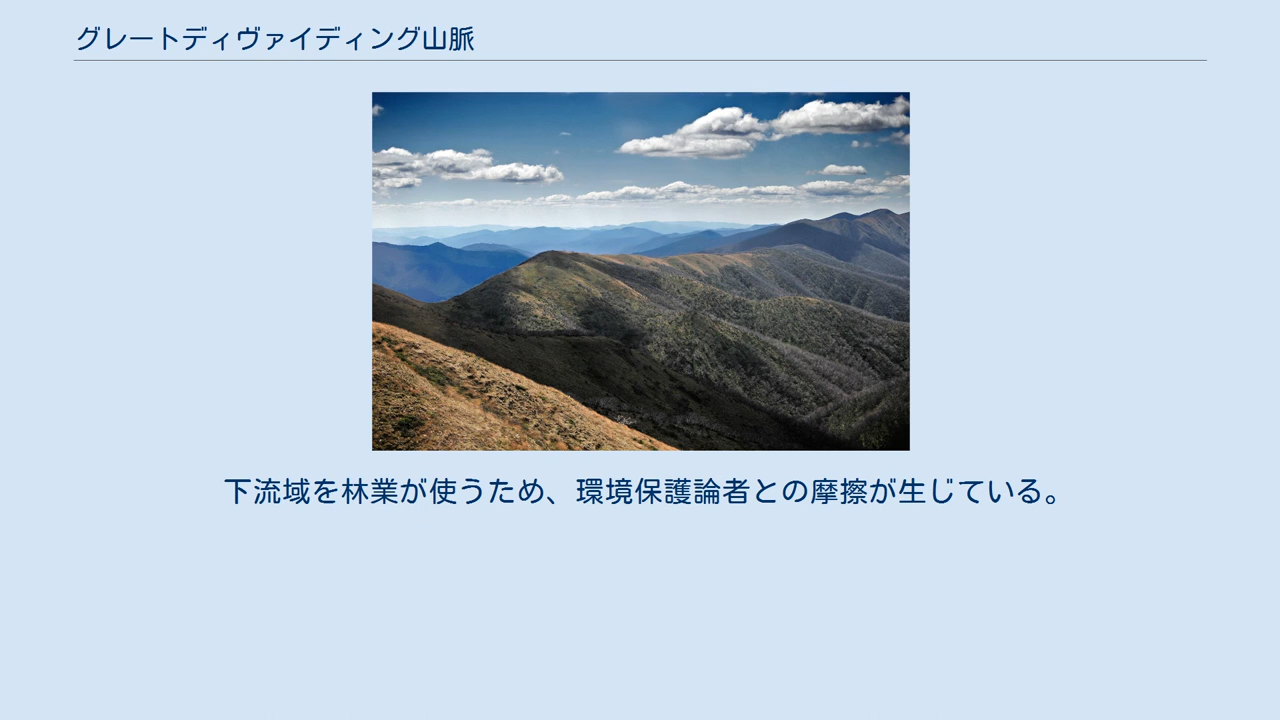 グレートディヴァイディング山脈
下流域を林業が使うため、環境保護論者との摩擦が生じている。